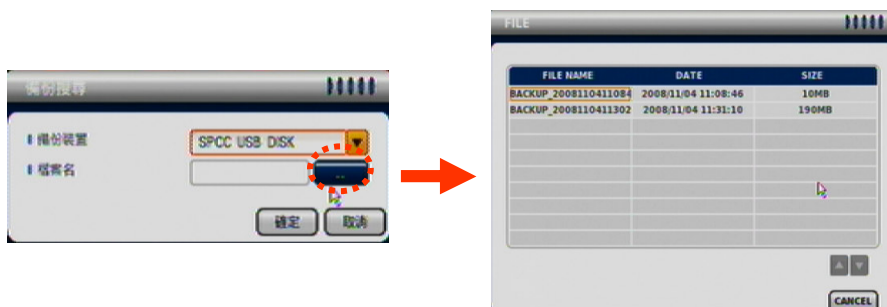 備份搜尋
備份裝置
SPCC USB DISK
檔案名
..
確定
取消
FILE
FILE NAME DATE SIZE
BACKUP_2008110411084 2008/11/04 11:08:46 10MB
BACKUP_2008110411302 2008/11/04 11:31:10 190MB
CANCEL